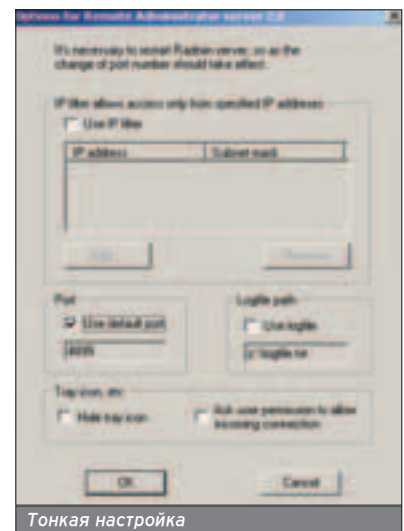 Options for Remote Administrator server 2.0
It's necessary to restart Radmin server, so as the
change of port number should take effect.
IP filter allows access only from specified IP addresses
Use IP filter
IP address
Subnet mask
Add...
Remove
Port
Use default port
4899
Logfile path
Use logfile
c:\logfile.txt
Tray icon, etc
Hide tray icon
Ask user permission to allow
incoming connection
OK
Cancel
Тонкая настройка